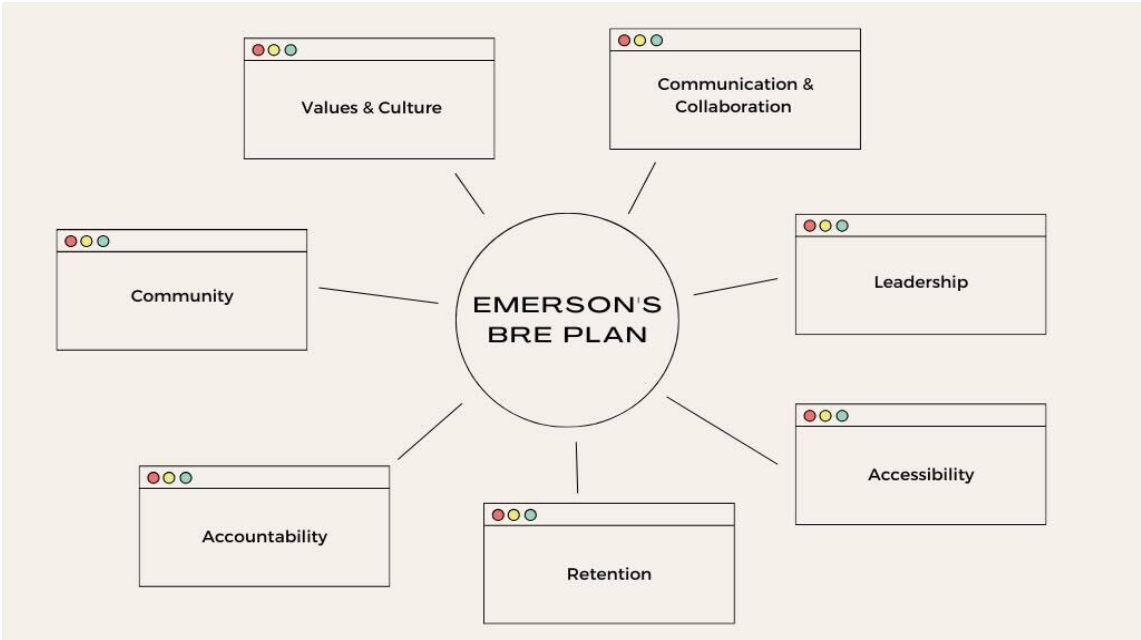 Values & Culture
Communication &
Collaboration
Community
EMERSON'S
BRE PLAN
Leadership
Accountability
Retention
Accessibility